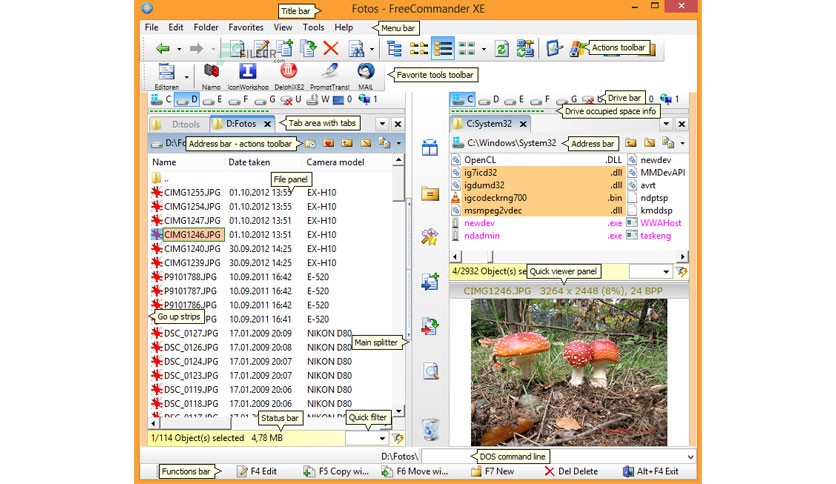 Title bar
Fotos - FreeCommander XE
File Edit Folder Favorites View Tools Help
Menu bar
Actions toolbar
FILECR
.com
Favorite tools toolbar
Editoren Namo IconWorkshop DelphiXE2 PromptTransl MAIL
C D E F G U W 0 1
C D E F G Drive bar 0 1
Drive occupied space info
D:tools D:Fotos Tab area with tabs
C:System32
D:\F Address bar - actions toolbar
C:\Windows\System32 Address bar
Name Date taken Camera model
..
File panel
CIMG1255.JPG 01.10.2012 13:55 EX-H10
CIMG1254.JPG 01.10.2012 13:53 EX-H10
CIMG1247.JPG 01.10.2012 13:51 EX-H10
CIMG1246.JPG 01.10.2012 13:51 EX-H10
CIMG1240.JPG 30.09.2012 14:25 EX-H10
CIMG1239.JPG 30.09.2012 14:25 EX-H10
P9101788.JPG 10.09.2011 16:42 E-520
P9101787.JPG 10.09.2011 16:42 E-520
P9101786.JPG 10.09.2011 16:42 E-520
Go up strips
DSC_0127.JPG 17.01.2009 20:09 NIKON D80
DSC_0126.JPG 17.01.2009 20:08 NIKON D80
DSC_0124.JPG 17.01.2009 20:07 NIKON D80
DSC_0123.JPG 17.01.2009 20:07 NIKON D80
DSC_0119.JPG 17.01.2009 20:06 NIKON D80
DSC_0118.JPG 17.01.2009 20:06 NIKON D80
Main splitter
Status bar
Quick filter
1/114 Object(s) selected 4,78 MB
OpenCL .DLL newdev
ig7icd32 .dll MMDevAPI
igdumd32 .dll avrt
igcodeckrng700 .bin ndptsp
msmpeg2vdec .dll kmddsp
newdev .exe WWAHost
ndadmin .exe taskeng
4/2932 Object(s) se
Quick viewer panel
CIMG1246.JPG 3264 x 2448 (8%), 24 BPP
D:\Fotos\
DOS command line
Functions bar
F4 Edit F5 Copy wi... F6 Move wi... F7 New Del Delete Alt+F4 Exit